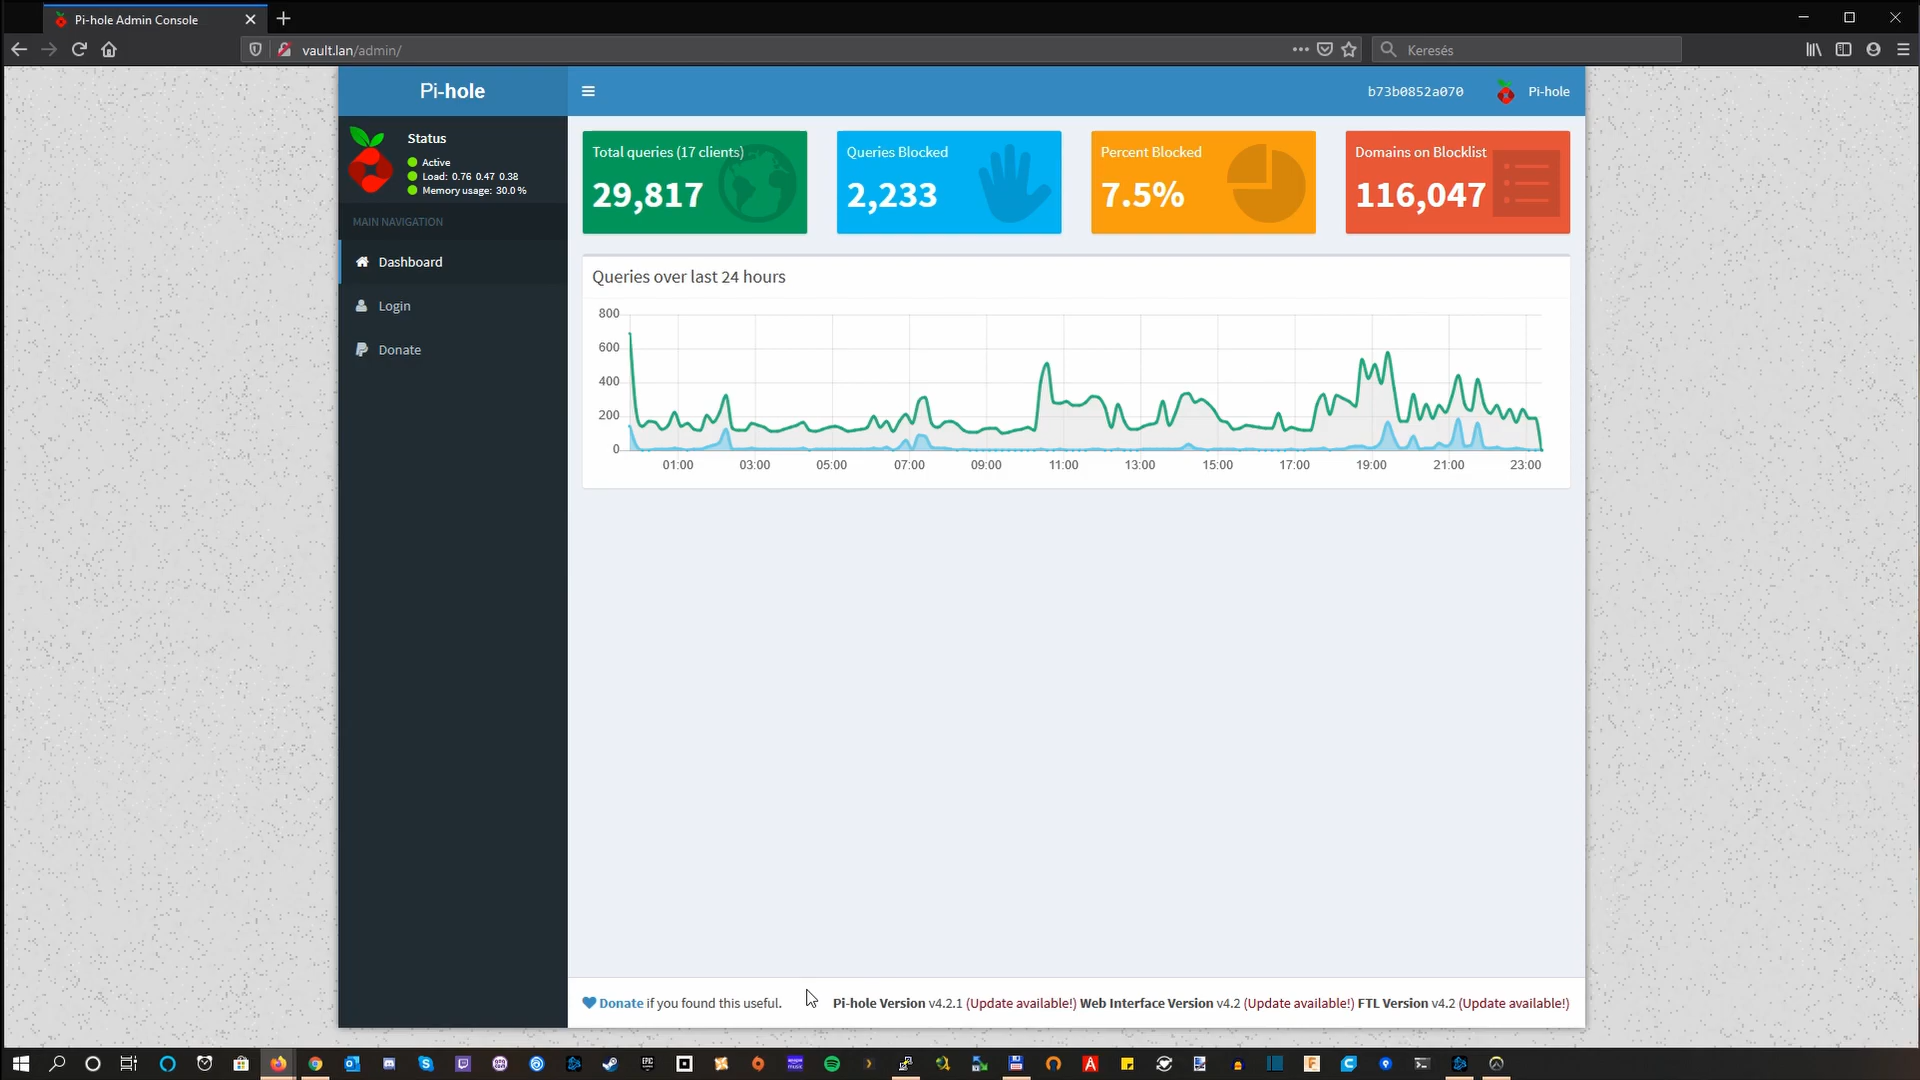 Pi-hole Admin Console
vault.lan/admin/
Keresés
Pi-hole
b73b0852a070
Pi-hole
Status
Active
Load: 0.76 0.47 0.38
Memory usage: 30.0 %
MAIN NAVIGATION
Dashboard
Login
Donate
Total queries (17 clients)
29,817
Queries Blocked
2,233
Percent Blocked
7.5%
Domains on Blocklist
116,047
Queries over last 24 hours
800
600
400
200
0
01:00 03:00 05:00 07:00 09:00 11:00 13:00 15:00 17:00 19:00 21:00 23:00
Donate if you found this useful.
Pi-hole Version v4.2.1 (Update available!) Web Interface Version v4.2 (Update available!) FTL Version v4.2 (Update available!)